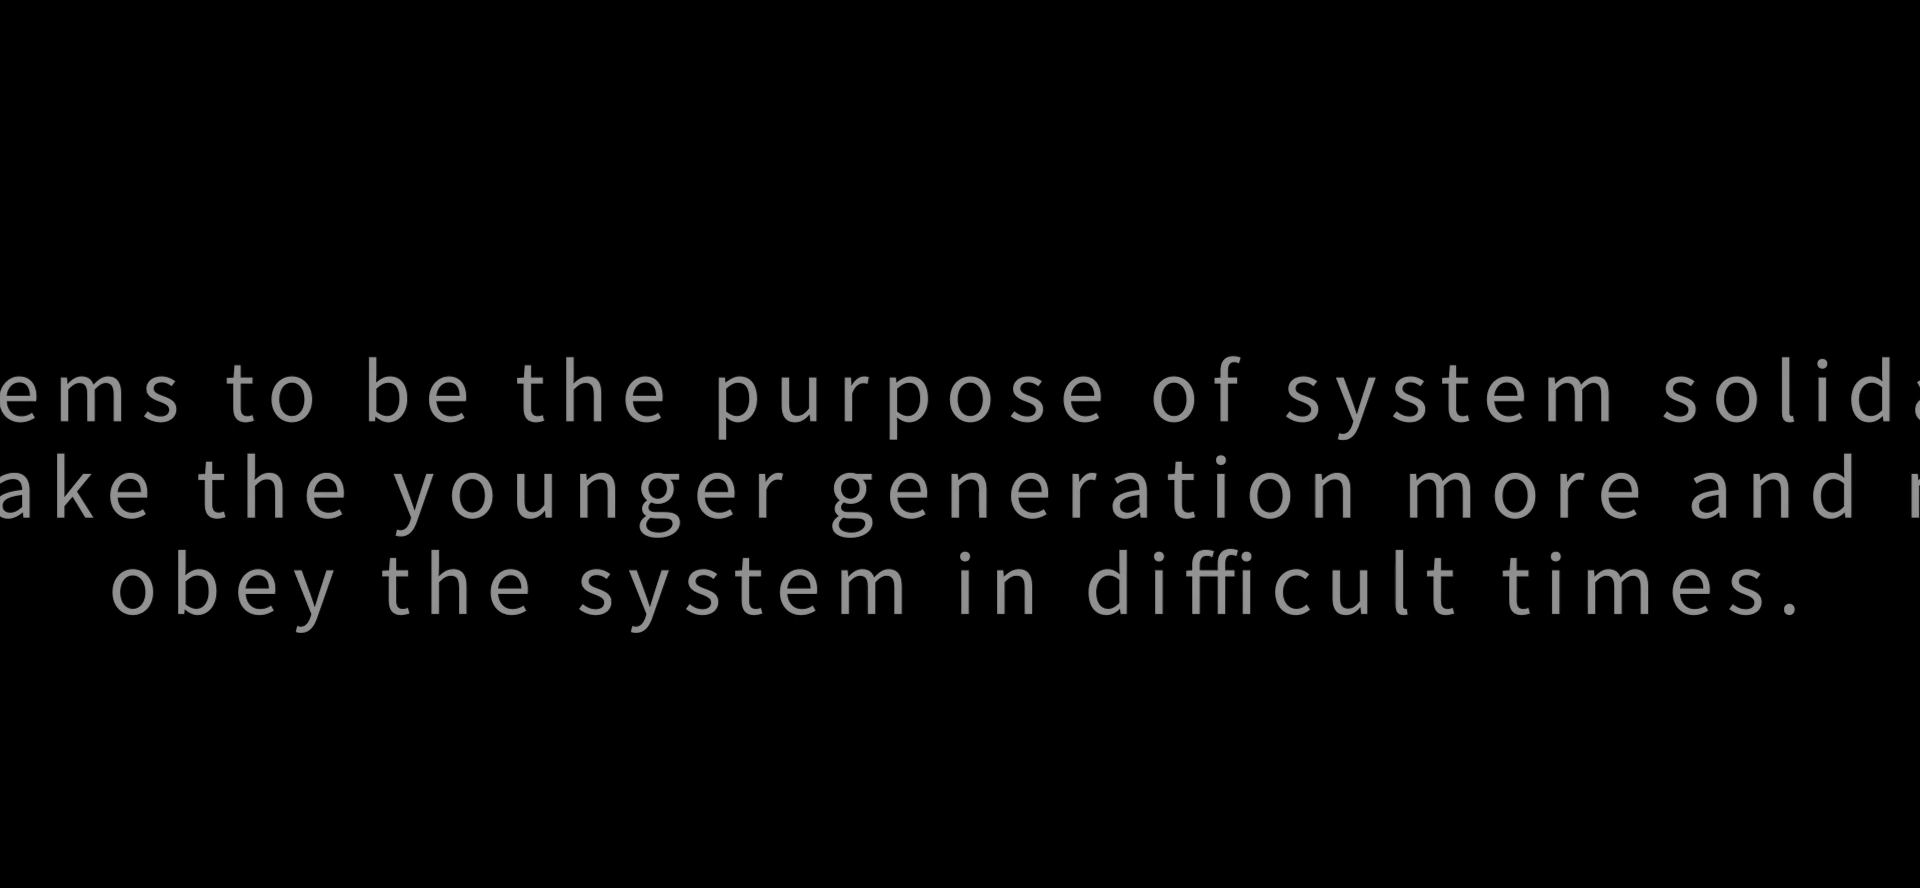 ems to be the purpose of system solida
ake the younger generation more and
obey the system in difficult times.